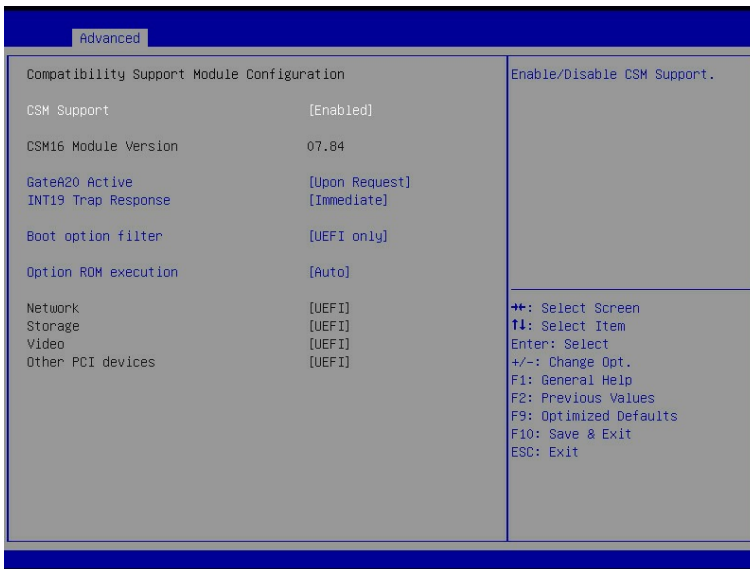 Advanced
Compatibility Support Module Configuration
CSM Support [Enabled]
CSM16 Module Version 07.84
GateA20 Active [Upon Request]
INT19 Trap Response [Immediate]
Boot option filter [UEFI only]
Option ROM execution [Auto]
Network [UEFI]
Storage [UEFI]
Video [UEFI]
Other PCI devices [UEFI]
Enable/Disable CSM Support.
→←: Select Screen
↑↓: Select Item
Enter: Select
+/-: Change Opt.
F1: General Help
F2: Previous Values
F9: Optimized Defaults
F10: Save & Exit
ESC: Exit